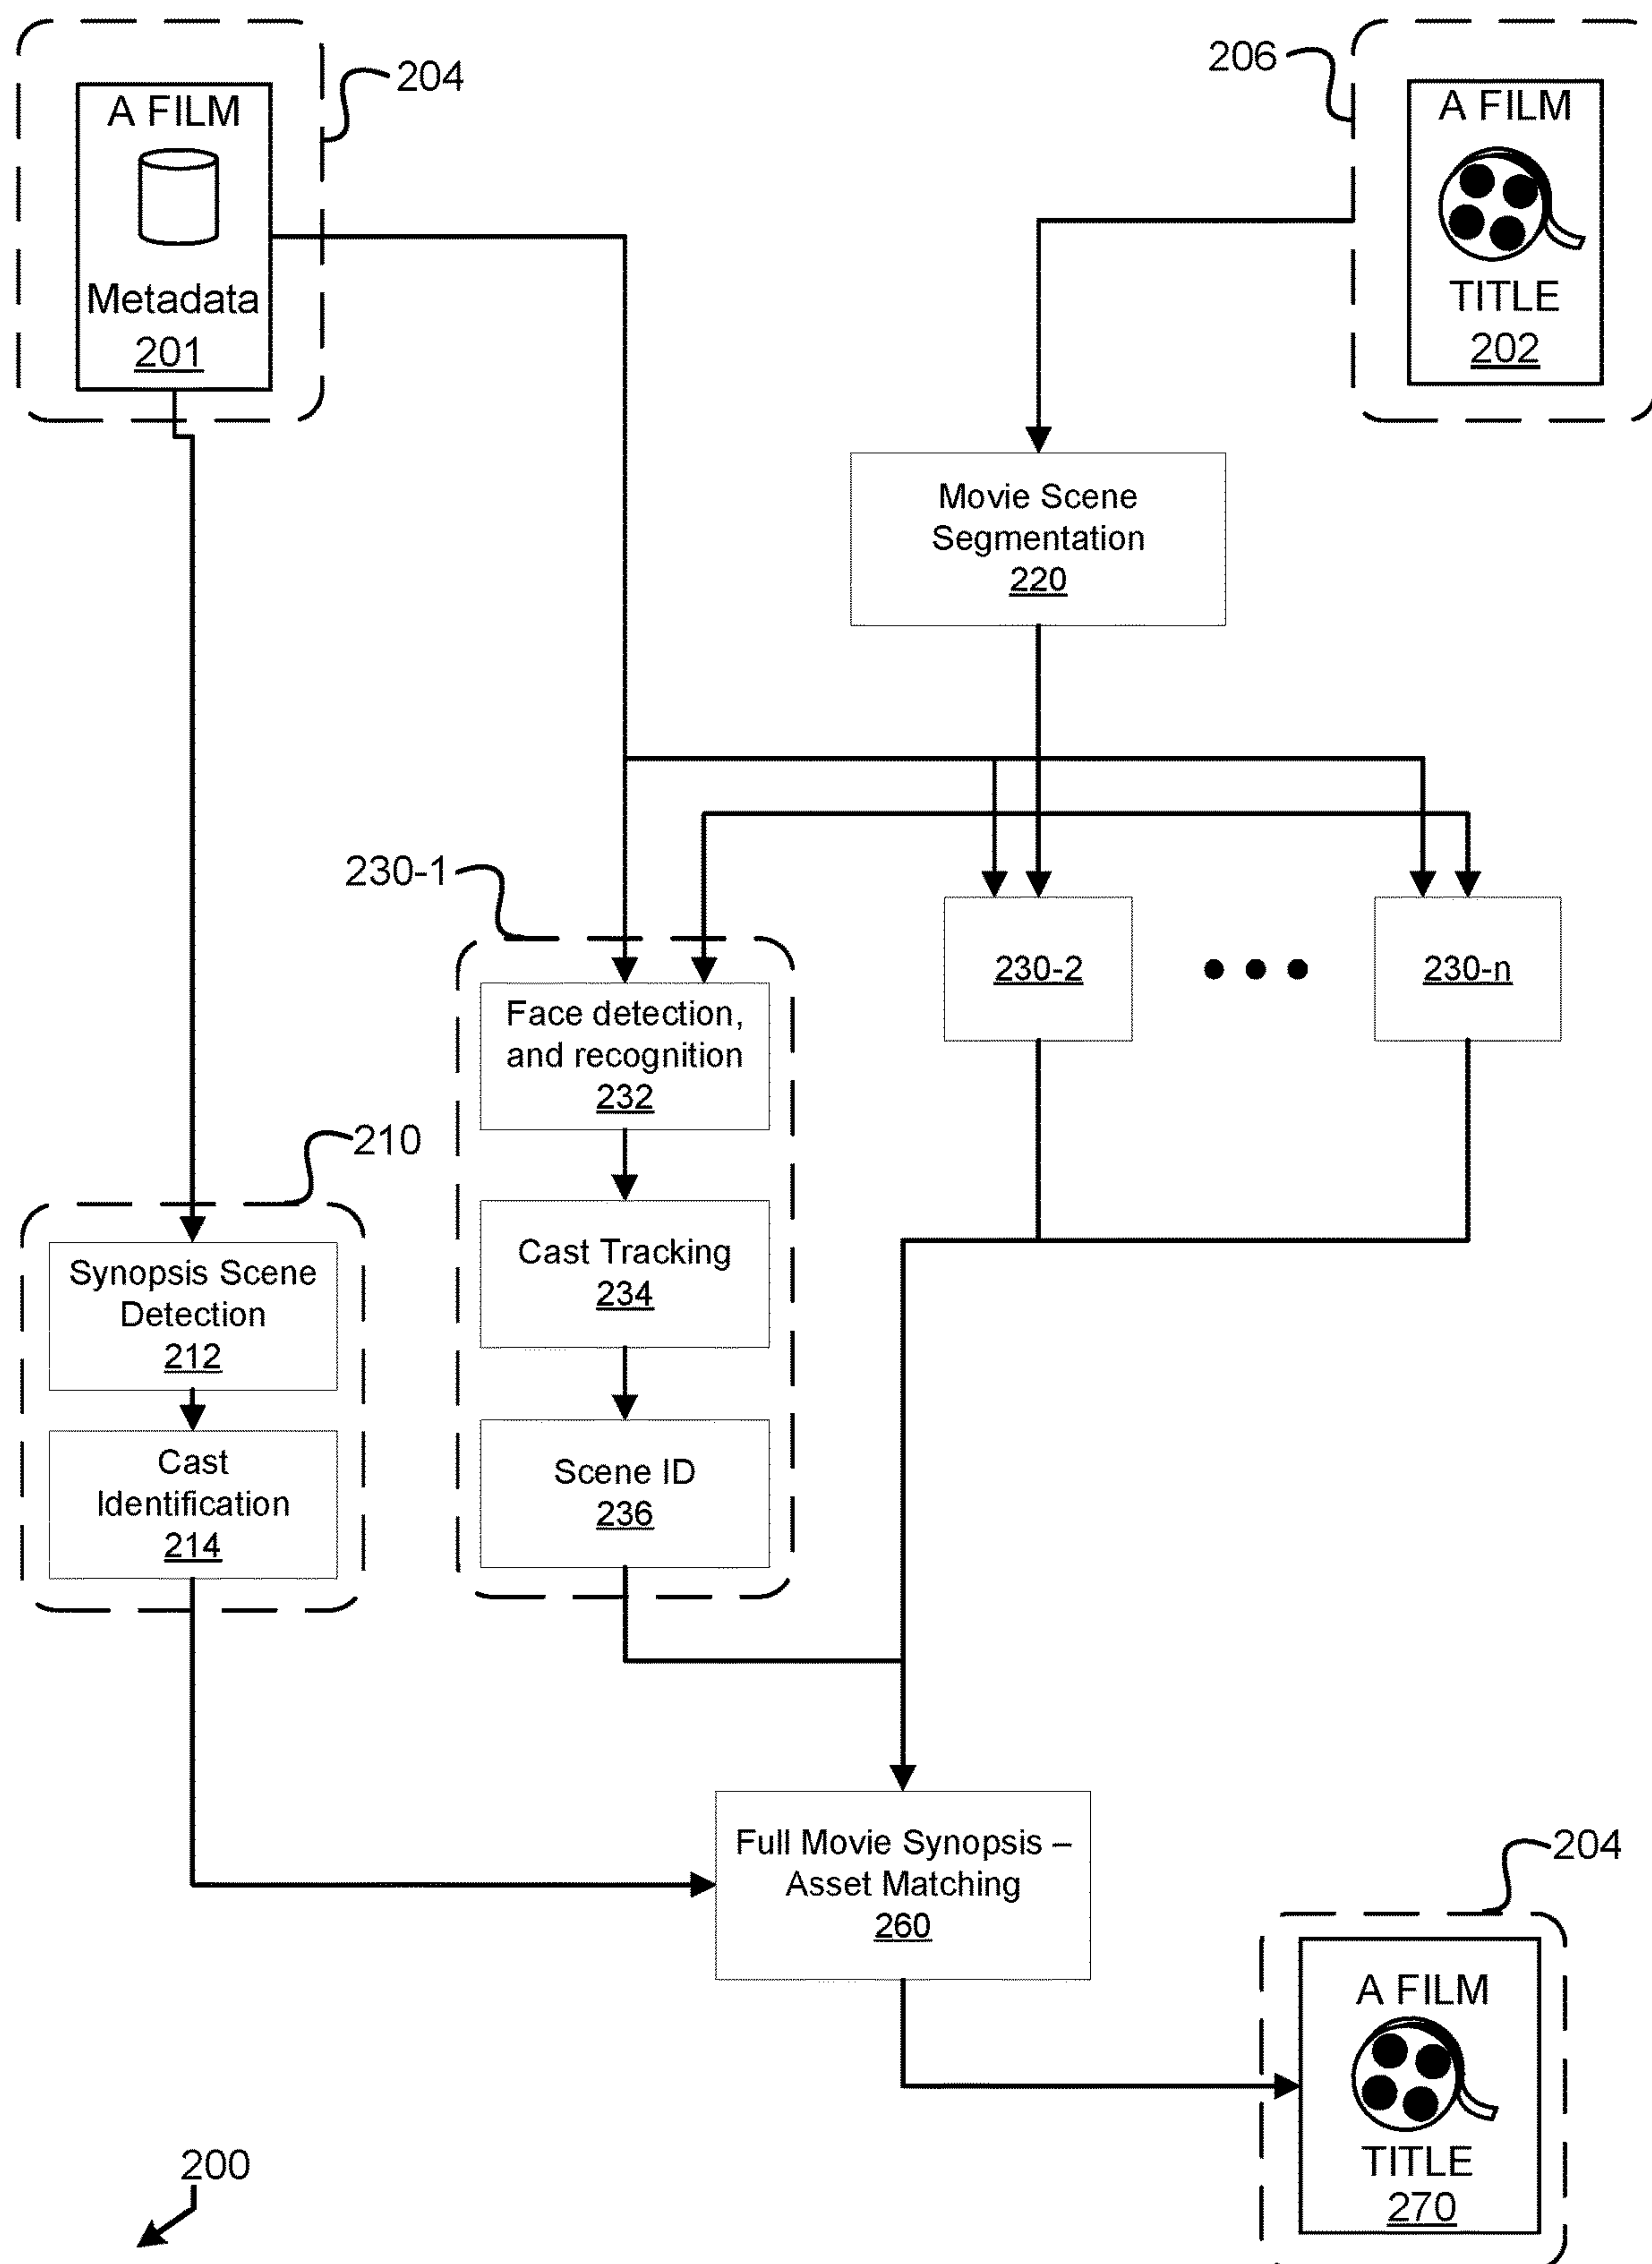 A FILM
Metadata
201
204
206
A FILM
TITLE
202
Movie Scene
Segmentation
220
230-1
230-2
230-n
Face detection,
and recognition
232
210
Synopsis Scene
Detection
212
Cast Tracking
234
Cast
Identification
214
Scene ID
236
Full Movie Synopsis –
Asset Matching
260
204
A FILM
TITLE
270
200